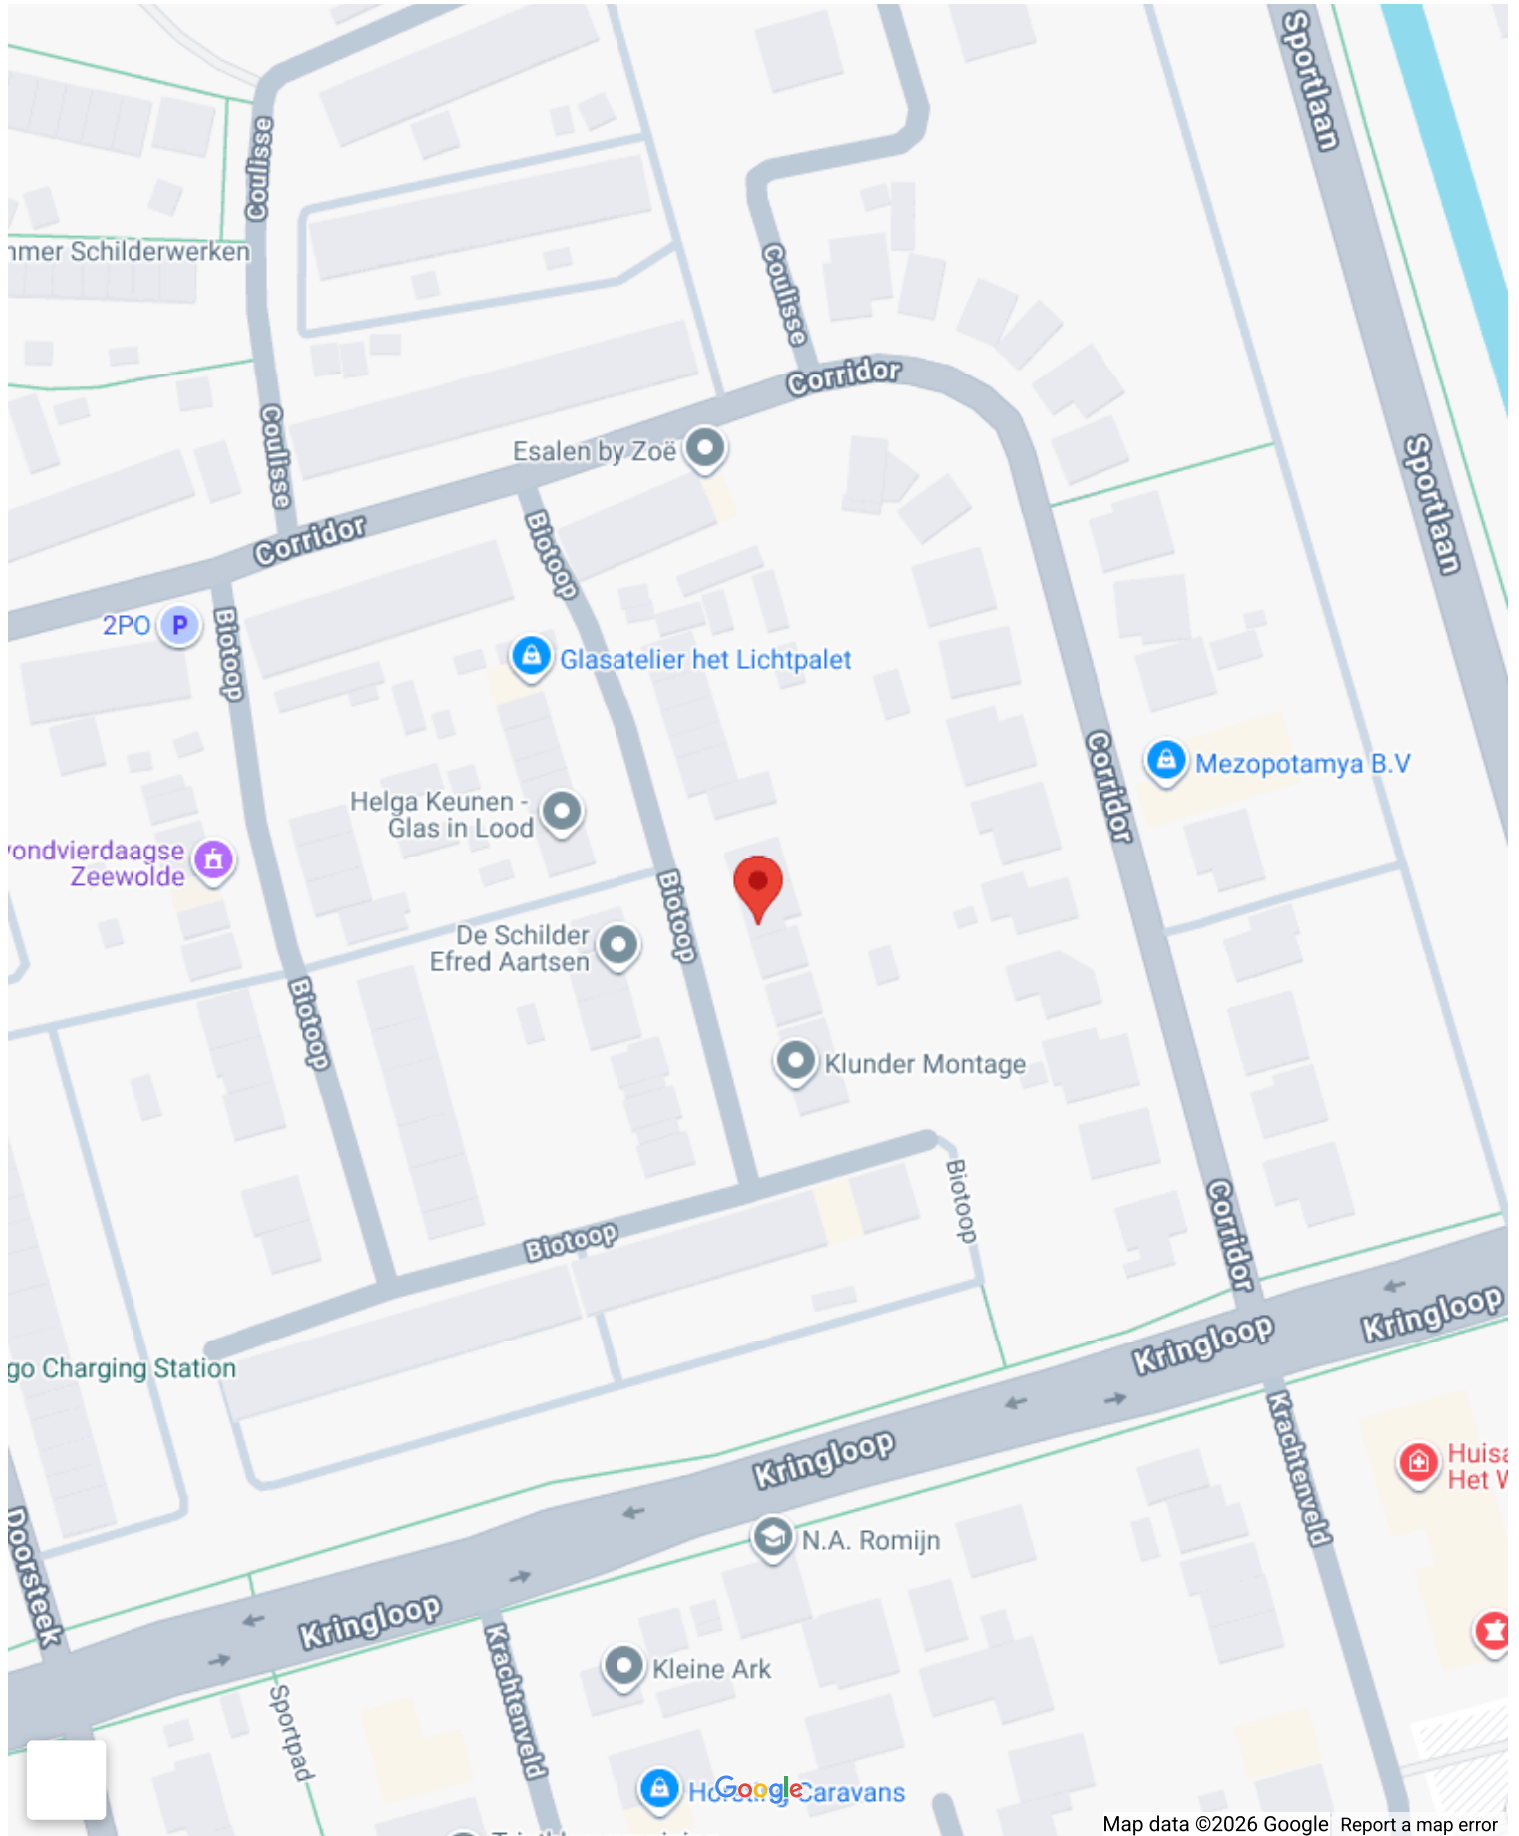 Sportlaan
Coulisse
nmer Schilderwerken
Coulisse
Corridor
Coulisse
Esalen by Zoë
Sportlaan
Corridor
Biotoop
2PO
P
Biotoop
Glasatelier het Lichtpalet
Corridor
Mezopotamya B.V
Helga Keunen -
Glas in Lood
vondvierdaagse
Zeewolde
Biotoop
De Schilder
Efred Aartsen
Biotoop
Klunder Montage
Biotoop
Corridor
Biotoop
Kringloop
Kringloop
go Charging Station
Krachtenveld
Kringloop
Huisa
Het W
Doorsteek
N.A. Romijn
Kringloop
Krachtenveld
Kleine Ark
Sportpad
Horsting Caravans
Google
Map data ©2026 Google
Report a map error